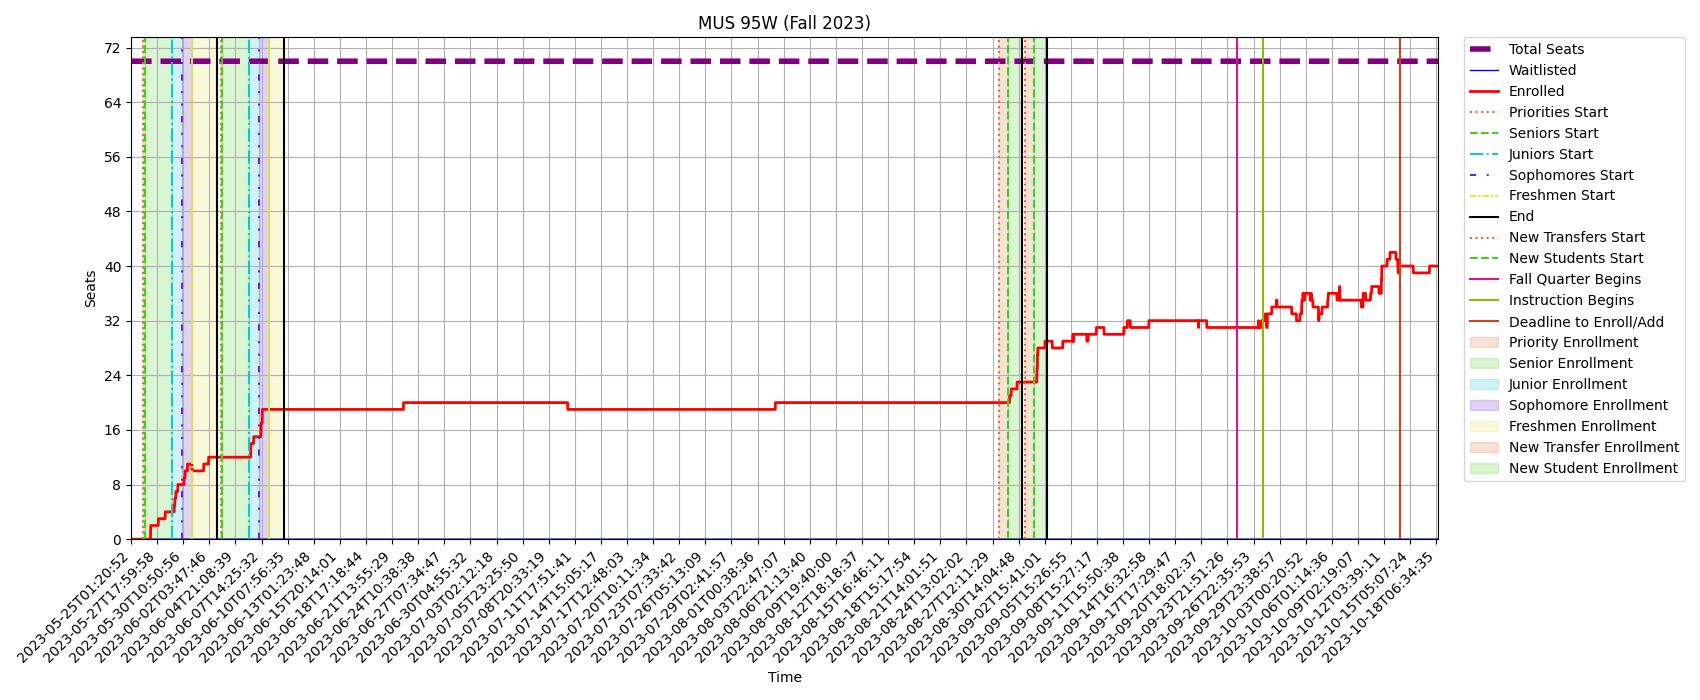 MUS 95W (Fall 2023)
72
64
56
48
40
32
24
16
8
0
Seats
2023-05-25T01:20:52
2023-05-27T17:59:58
2023-05-30T10:50:56
2023-06-02T03:47:46
2023-06-04T21:08:39
2023-06-07T14:25:32
2023-06-10T07:56:35
2023-06-13T01:23:48
2023-06-15T20:14:01
2023-06-18T17:18:44
2023-06-21T13:55:29
2023-06-24T10:38:38
2023-06-27T07:34:47
2023-06-30T04:55:32
2023-07-03T02:12:18
2023-07-05T23:25:50
2023-07-08T20:33:19
2023-07-11T17:51:41
2023-07-14T15:05:17
2023-07-17T12:48:03
2023-07-20T10:11:34
2023-07-23T07:33:42
2023-07-26T05:13:09
2023-07-29T02:41:57
2023-08-01T00:38:36
2023-08-03T22:47:07
2023-08-06T21:13:40
2023-08-09T19:40:00
2023-08-12T18:18:37
2023-08-15T16:46:11
2023-08-18T15:17:54
2023-08-21T14:01:51
2023-08-24T13:02:02
2023-08-27T12:11:29
2023-08-30T14:04:48
2023-09-02T15:41:01
2023-09-05T15:26:55
2023-09-08T15:27:17
2023-09-11T15:50:38
2023-09-14T16:32:58
2023-09-17T17:29:47
2023-09-20T18:02:37
2023-09-23T21:51:26
2023-09-26T22:35:53
2023-09-29T23:38:57
2023-10-03T00:20:52
2023-10-06T01:14:36
2023-10-09T02:19:07
2023-10-12T03:39:11
2023-10-15T05:07:24
2023-10-18T06:34:35
Time
Total Seats
Waitlisted
Enrolled
Priorities Start
Seniors Start
Juniors Start
Sophomores Start
Freshmen Start
End
New Transfers Start
New Students Start
Fall Quarter Begins
Instruction Begins
Deadline to Enroll/Add
Priority Enrollment
Senior Enrollment
Junior Enrollment
Sophomore Enrollment
Freshmen Enrollment
New Transfer Enrollment
New Student Enrollment